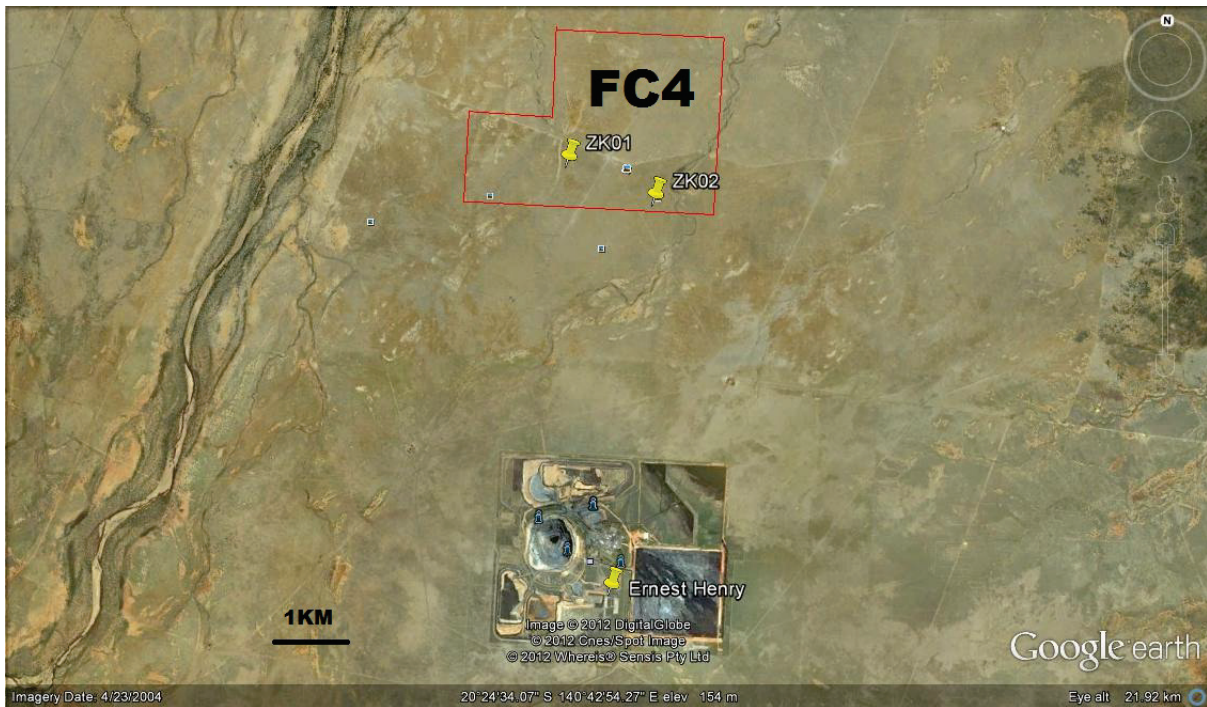 N
FC4
ZK01
ZK02
Ernest Henry
1KM
Image © 2012 DigitalGlobe
© 2012 Cnes/Spot Image
© 2012 Whereis® Sensis Pty Ltd
Google earth
Imagery Date: 4/23/2004 20°24'34.07" S 140°42'54.27" E elev 154 m Eye alt 21.92 km